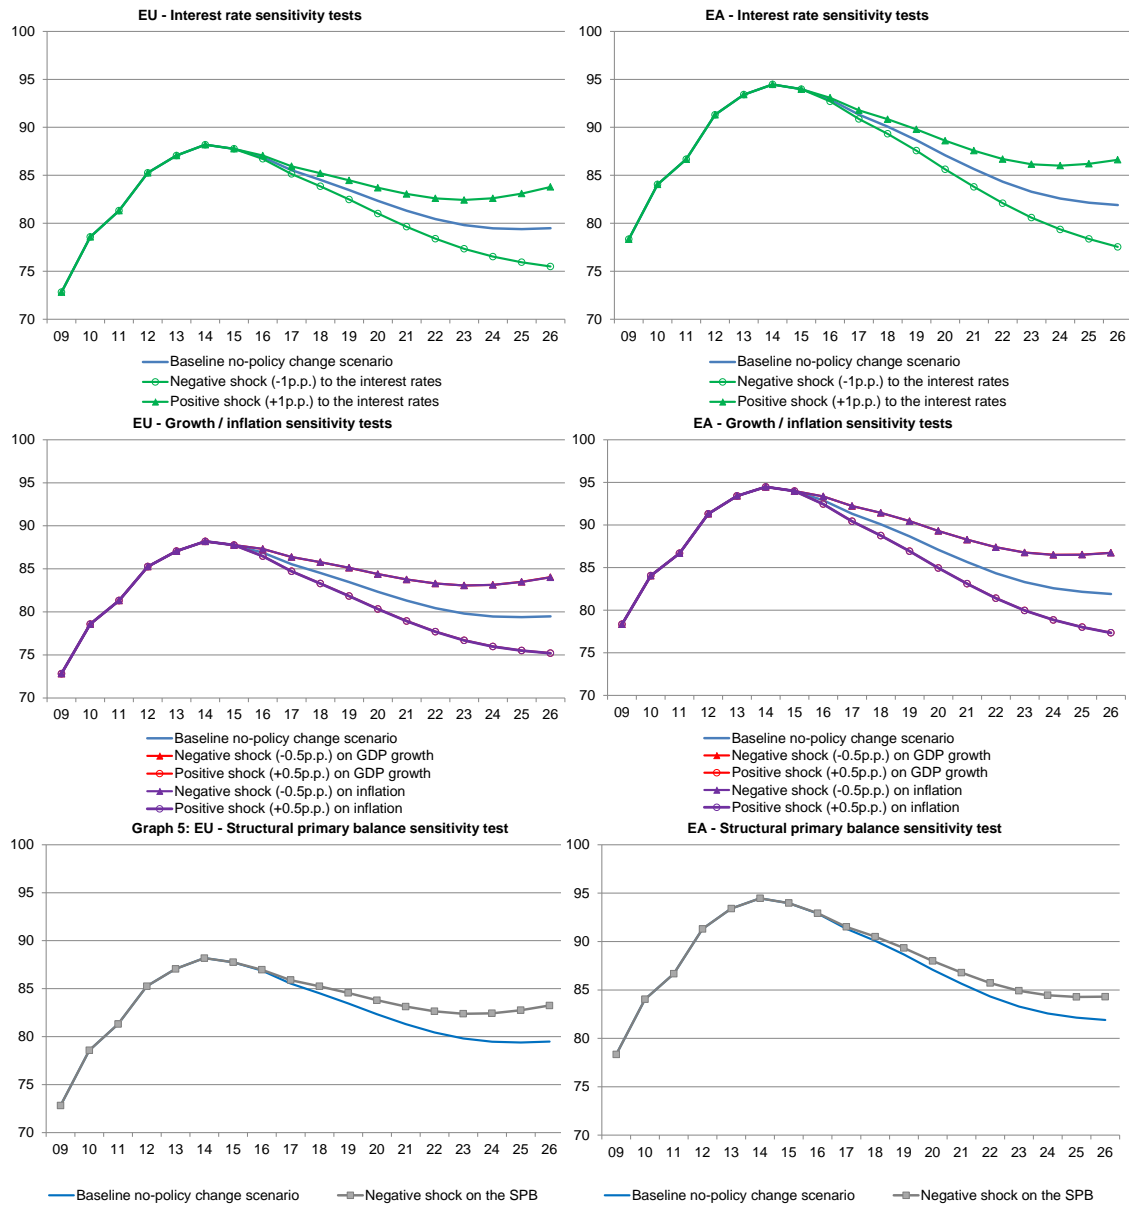 EU - Interest rate sensitivity tests
100
95
90
85
80
75
70
09 10 11 12 13 14 15 16 17 18 19 20 21 22 23 24 25 26
Baseline no-policy change scenario
Negative shock (-1p.p.) to the interest rates
Positive shock (+1p.p.) to the interest rates
EA - Interest rate sensitivity tests
100
95
90
85
80
75
70
09 10 11 12 13 14 15 16 17 18 19 20 21 22 23 24 25 26
Baseline no-policy change scenario
Negative shock (-1p.p.) to the interest rates
Positive shock (+1p.p.) to the interest rates
EU - Growth / inflation sensitivity tests
100
95
90
85
80
75
70
09 10 11 12 13 14 15 16 17 18 19 20 21 22 23 24 25 26
Baseline no-policy change scenario
Negative shock (-0.5p.p.) on GDP growth
Positive shock (+0.5p.p.) on GDP growth
Negative shock (-0.5p.p.) on inflation
Positive shock (+0.5p.p.) on inflation
EA - Growth / inflation sensitivity tests
100
95
90
85
80
75
70
09 10 11 12 13 14 15 16 17 18 19 20 21 22 23 24 25 26
Baseline no-policy change scenario
Negative shock (-0.5p.p.) on GDP growth
Positive shock (+0.5p.p.) on GDP growth
Negative shock (-0.5p.p.) on inflation
Positive shock (+0.5p.p.) on inflation
Graph 5: EU - Structural primary balance sensitivity test
100
95
90
85
80
75
70
09 10 11 12 13 14 15 16 17 18 19 20 21 22 23 24 25 26
Baseline no-policy change scenario Negative shock on the SPB
EA - Structural primary balance sensitivity test
100
95
90
85
80
75
70
09 10 11 12 13 14 15 16 17 18 19 20 21 22 23 24 25 26
Baseline no-policy change scenario Negative shock on the SPB